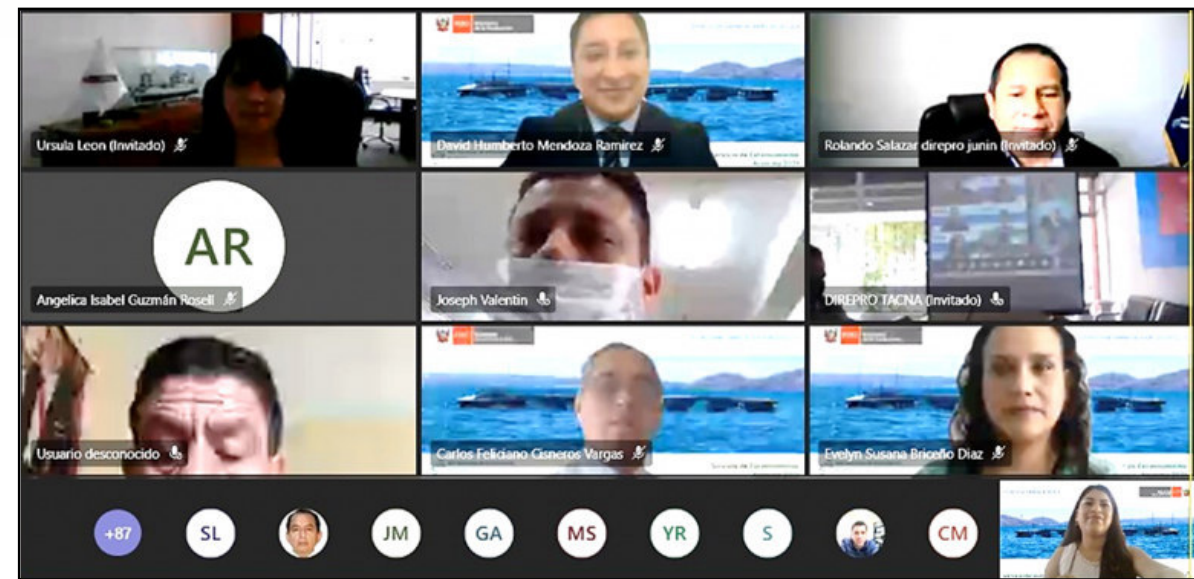 PERÚ
Ursula Leon (Invitado)
David Humberto Mendoza Ramirez
Rolando Salazar direpro junin (Invitado)
AR
Angelica Isabel Guzmán Rosell
Joseph Valentin
DIREPRO TACNA (Invitado)
Usuario desconocido
Carlos Feliciano Cisneros Vargas
Evelyn Susana Briceño Diaz
+87
SL
JM
GA
MS
YR
S
CM